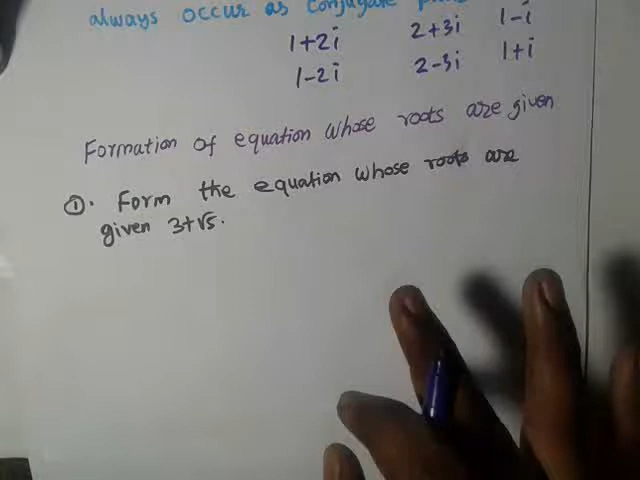 always occur as conjugate
1+2i 2+3i 1-i
1-2i 2-3i 1+i
Formation of equation whose roots are given
①. Form the equation whose roots are
given 3+√5.